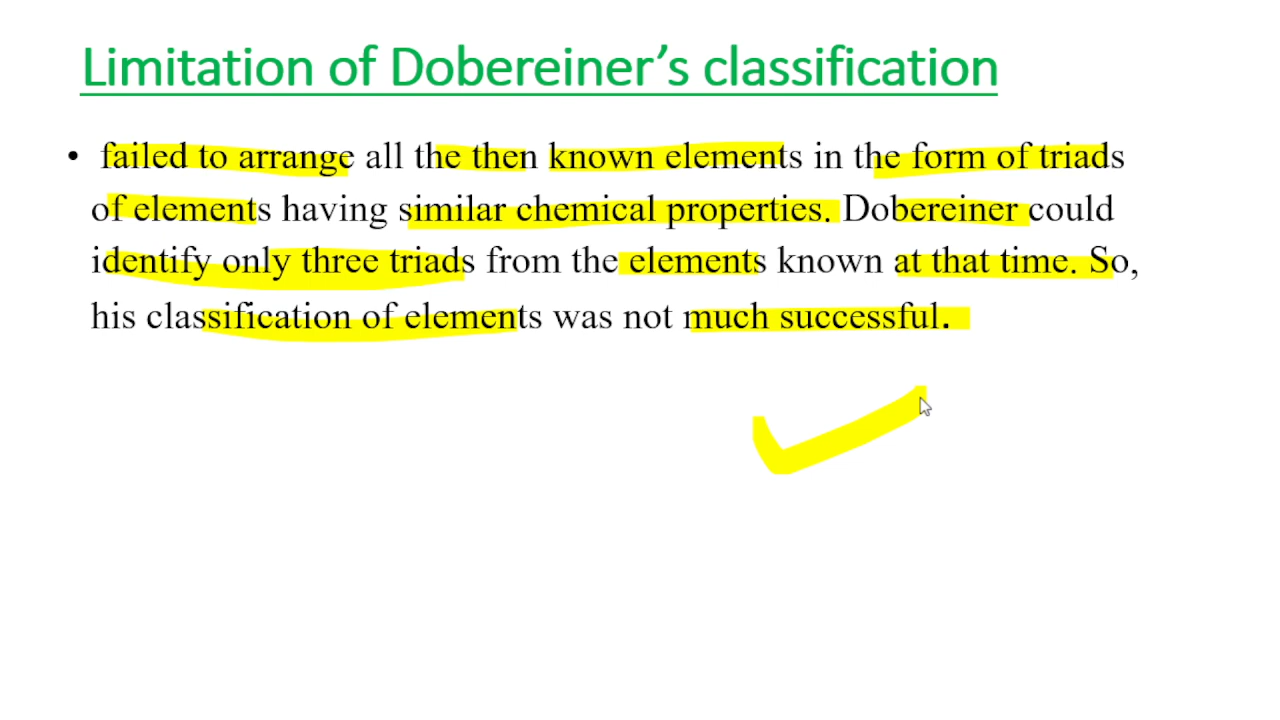 Limitation of Dobereiner’s classification
• failed to arrange all the then known elements in the form of triads
of elements having similar chemical properties. Dobereiner could
identify only three triads from the elements known at that time. So,
his classification of elements was not much successful.